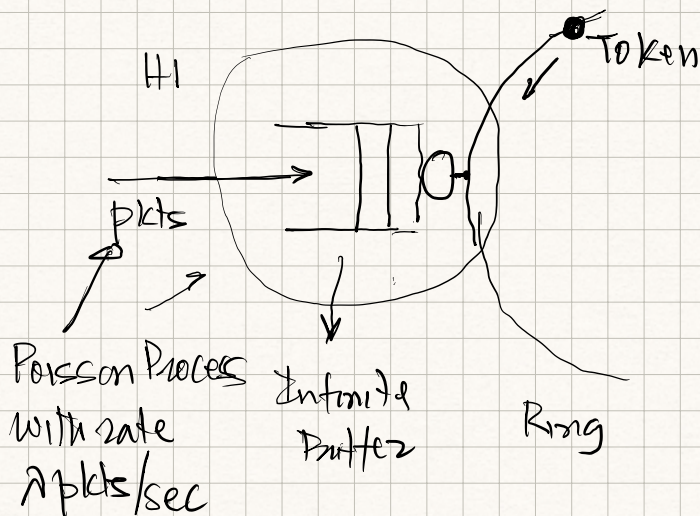 H1
Token
pkts
Poisson Process
with rate
λ pkts/sec
Infinite
Buffer
Ring